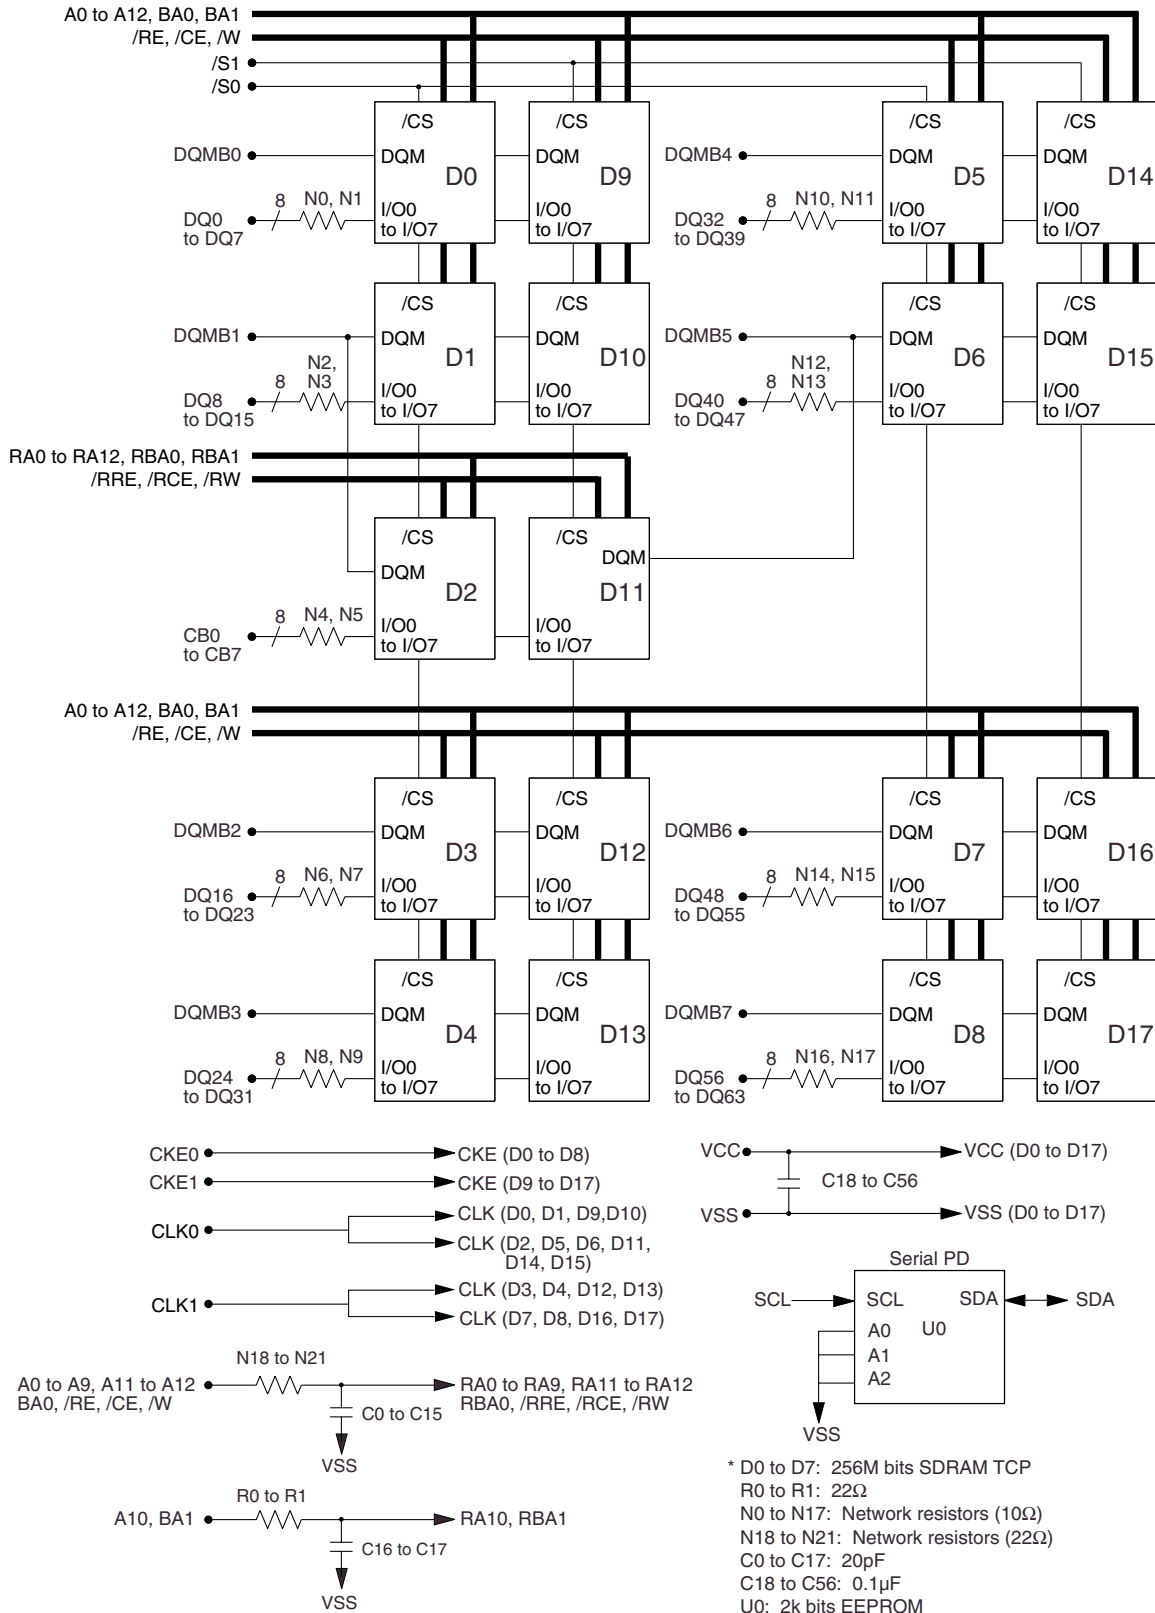 A0 to A12, BA0, BA1
/RE, /CE, /W
/S1
/S0
/CS
/CS
/CS
/CS
DQMB0
DQM
D0
DQM
D9
DQMB4
DQM
D5
DQM
D14
DQ0
to DQ7
8
N0, N1
I/O0
to I/O7
I/O0
to I/O7
DQ32
to DQ39
8
N10, N11
I/O0
to I/O7
I/O0
to I/O7
/CS
/CS
/CS
/CS
DQMB1
DQM
D1
DQM
D10
DQMB5
DQM
D6
DQM
D15
DQ8
to DQ15
8
N2,
N3
I/O0
to I/O7
I/O0
to I/O7
DQ40
to DQ47
8
N12,
N13
I/O0
to I/O7
I/O0
to I/O7
RA0 to RA12, RBA0, RBA1
/RRE, /RCE, /RW
/CS
/CS
DQM
D2
DQM
D11
CB0
to CB7
8
N4, N5
I/O0
to I/O7
I/O0
to I/O7
A0 to A12, BA0, BA1
/RE, /CE, /W
/CS
/CS
/CS
/CS
DQMB2
DQM
D3
DQM
D12
DQMB6
DQM
D7
DQM
D16
DQ16
to DQ23
8
N6, N7
I/O0
to I/O7
I/O0
to I/O7
DQ48
to DQ55
8
N14, N15
I/O0
to I/O7
I/O0
to I/O7
/CS
/CS
/CS
/CS
DQMB3
DQM
D4
DQM
D13
DQMB7
DQM
D8
DQM
D17
DQ24
to DQ31
8
N8, N9
I/O0
to I/O7
I/O0
to I/O7
DQ56
to DQ63
8
N16, N17
I/O0
to I/O7
I/O0
to I/O7
CKE0
CKE (D0 to D8)
CKE1
CKE (D9 to D17)
CLK0
CLK (D0, D1, D9,D10)
CLK (D2, D5, D6, D11,
D14, D15)
CLK1
CLK (D3, D4, D12, D13)
CLK (D7, D8, D16, D17)
VCC
VCC (D0 to D17)
C18 to C56
VSS
VSS (D0 to D17)
Serial PD
SCL
SCL
SDA
SDA
A0
U0
A1
A2
VSS
N18 to N21
A0 to A9, A11 to A12
BA0, /RE, /CE, /W
RA0 to RA9, RA11 to RA12
RBA0, /RRE, /RCE, /RW
C0 to C15
VSS
R0 to R1
A10, BA1
RA10, RBA1
C16 to C17
VSS
* D0 to D7: 256M bits SDRAM TCP
R0 to R1: 22Ω
N0 to N17: Network resistors (10Ω)
N18 to N21: Network resistors (22Ω)
C0 to C17: 20pF
C18 to C56: 0.1µF
U0: 2k bits EEPROM